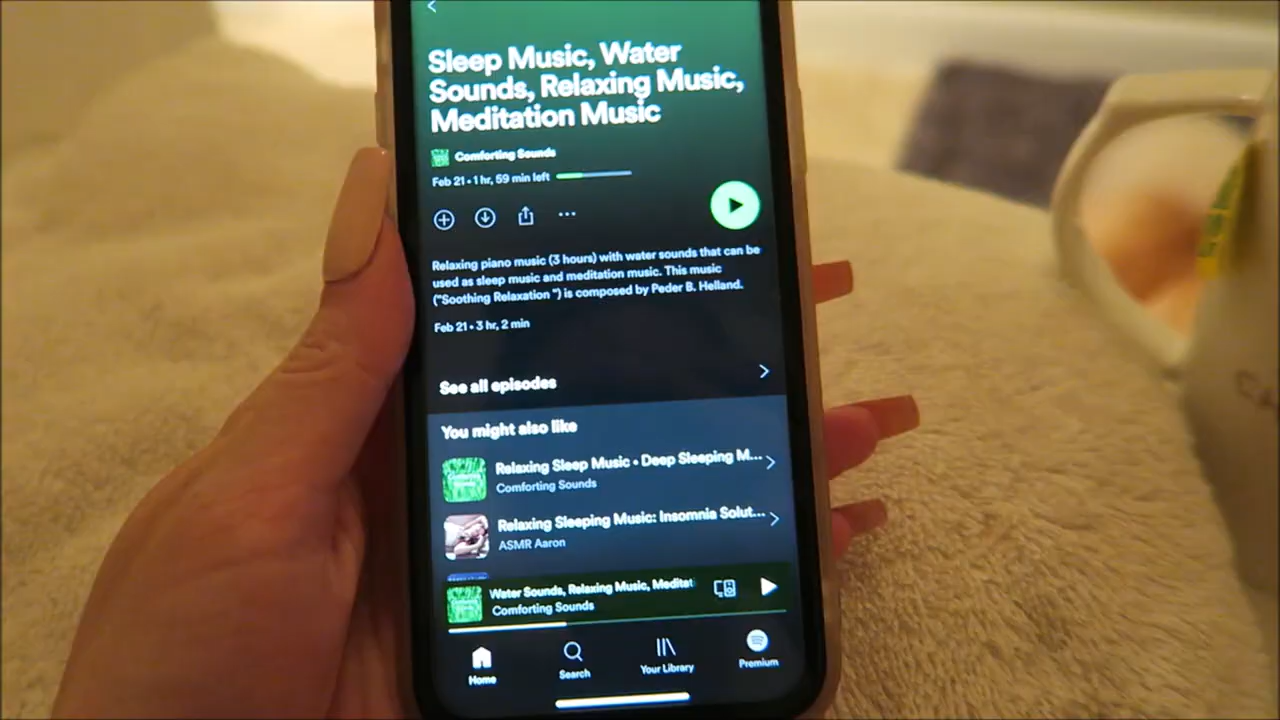 Sleep Music, Water
Sounds, Relaxing Music,
Meditation Music
Comforting Sounds
Feb 21 • 1 hr, 59 min left
Relaxing piano music (3 hours) with water sounds that can be
used as sleep music and meditation music. This music
("Soothing Relaxation ") is composed by Peder B. Helland.
Feb 21 • 3 hr, 2 min
See all episodes
You might also like
Relaxing Sleep Music • Deep Sleeping M...
Comforting Sounds
Relaxing Sleeping Music: Insomnia Solut...
ASMR Aaron
Water Sounds, Relaxing Music, Meditat
Comforting Sounds
Home
Search
Your Library
Premium